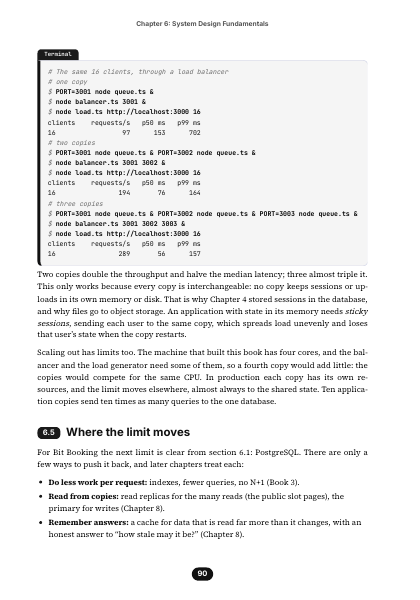 Chapter 6: System Design Fundamentals
Terminal
# The same 16 clients, through a load balancer
# one copy
$ PORT=3001 node queue.ts &
$ node balancer.ts 3001 &
$ node load.ts http://localhost:3000 16
clients requests/s p50 ms p99 ms
16 97 153 702
# two copies
$ PORT=3001 node queue.ts & PORT=3002 node queue.ts &
$ node balancer.ts 3001 3002 &
$ node load.ts http://localhost:3000 16
clients requests/s p50 ms p99 ms
16 194 76 164
# three copies
$ PORT=3001 node queue.ts & PORT=3002 node queue.ts & PORT=3003 node queue.ts &
$ node balancer.ts 3001 3002 3003 &
$ node load.ts http://localhost:3000 16
clients requests/s p50 ms p99 ms
16 289 56 157
Two copies double the throughput and halve the median latency; three almost triple it.
This only works because every copy is interchangeable: no copy keeps sessions or up-
loads in its own memory or disk. That is why Chapter 4 stored sessions in the database,
and why files go to object storage. An application with state in its memory needs sticky
sessions, sending each user to the same copy, which spreads load unevenly and loses
that user's state when the copy restarts.
Scaling out has limits too. The machine that built this book has four cores, and the bal-
ancer and the load generator need some of them, so a fourth copy would add little: the
copies would compete for the same CPU. In production each copy has its own re-
sources, and the limit moves elsewhere, almost always to the shared state. Ten applica-
tion copies send ten times as many queries to the one database.
6.5 Where the limit moves
For Bit Booking the next limit is clear from section 6.1: PostgreSQL. There are only a
few ways to push it back, and later chapters treat each:
• Do less work per request: indexes, fewer queries, no N+1 (Book 3).
• Read from copies: read replicas for the many reads (the public slot pages), the
primary for writes (Chapter 8).
• Remember answers: a cache for data that is read far more than it changes, with an
honest answer to "how stale may it be?" (Chapter 8).
90